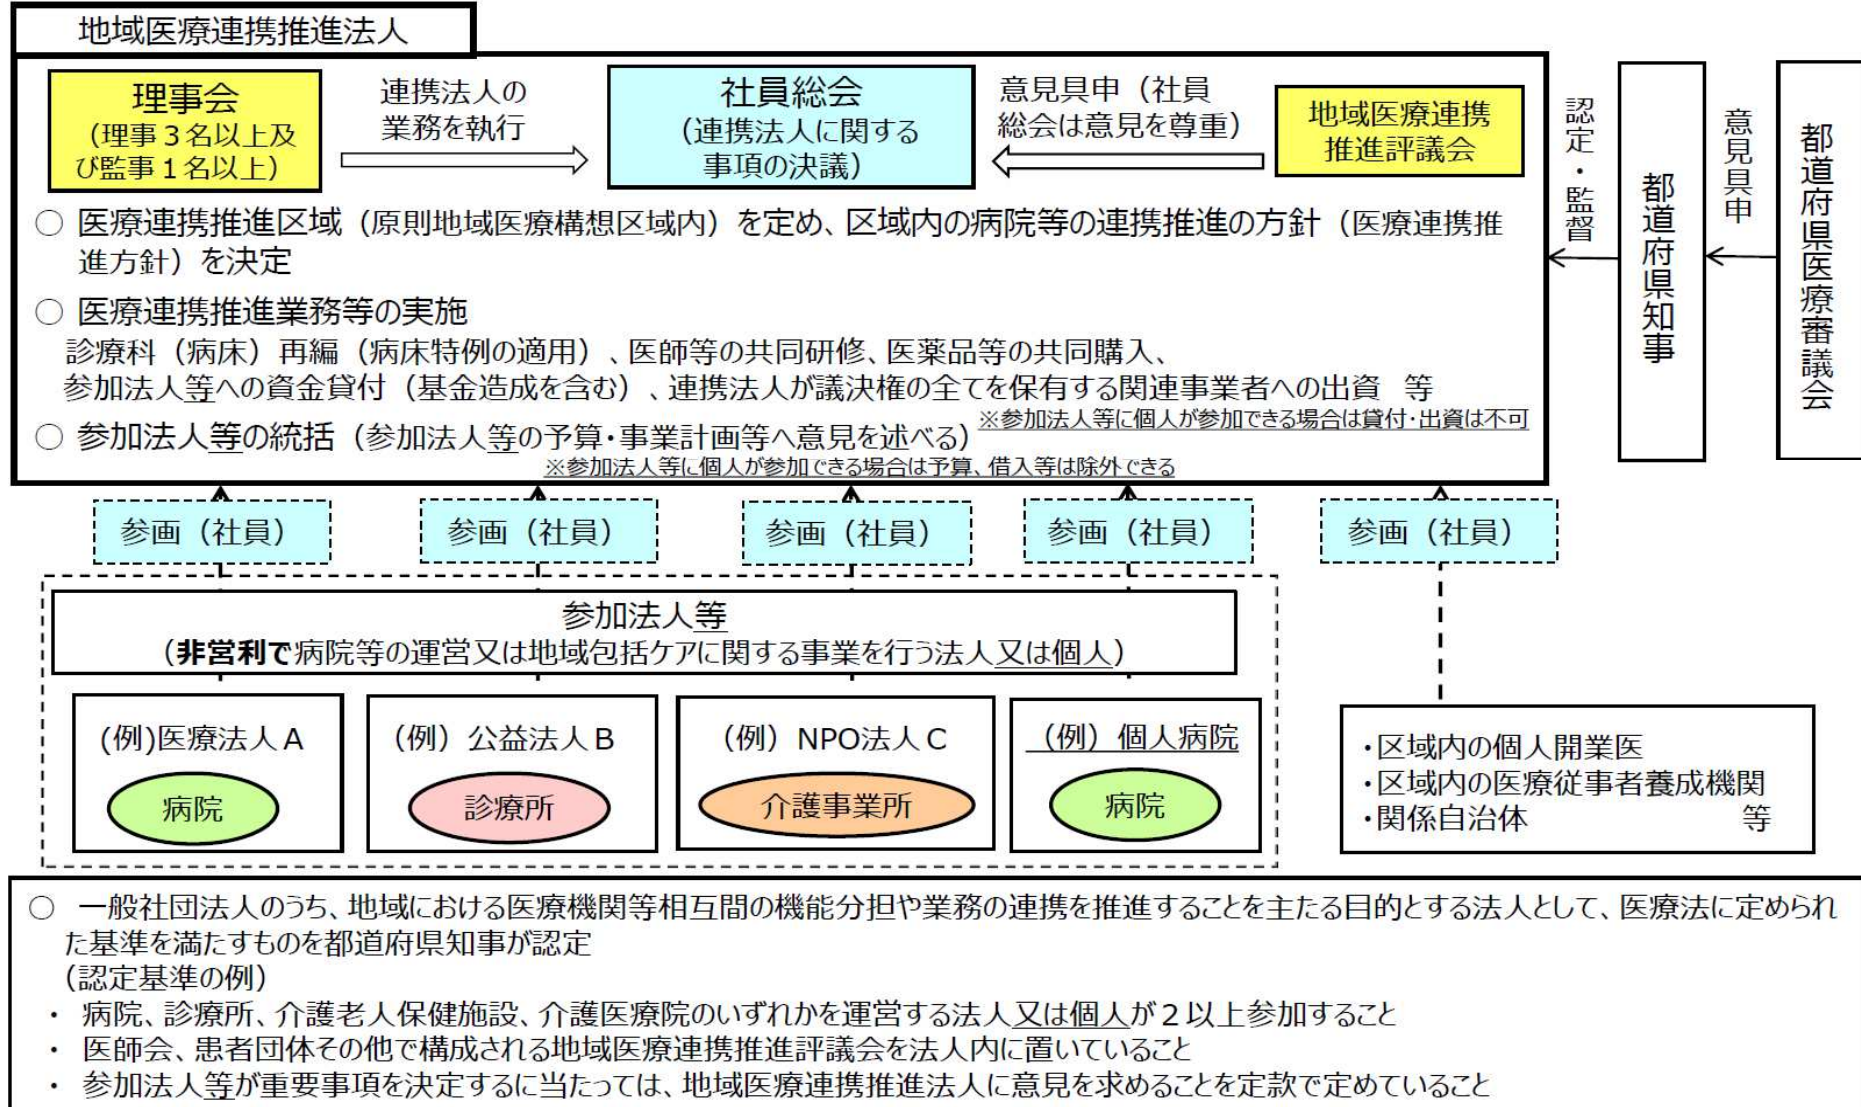 地域医療連携推進法人
理事会
（理事３名以上及
び監事１名以上）
連携法人の
業務を執行
社員総会
（連携法人に関する
事項の決議）
意見具申（社員
総会は意見を尊重）
地域医療連携
推進評議会
認定・監督
都道府県知事
意見具申
都道府県医療審議会
○ 医療連携推進区域（原則地域医療構想区域内）を定め、区域内の病院等の連携推進の方針（医療連携推
進方針）を決定
○ 医療連携推進業務等の実施
診療科（病床）再編（病床特例の適用）、医師等の共同研修、医薬品等の共同購入、
参加法人等への資金貸付（基金造成を含む）、連携法人が議決権の全てを保有する関連事業者への出資 等
※参加法人等に個人が参加できる場合は貸付・出資は不可
○ 参加法人等の統括（参加法人等の予算・事業計画等へ意見を述べる）
※参加法人等に個人が参加できる場合は予算、借入等は除外できる
参画（社員）
参画（社員）
参画（社員）
参画（社員）
参画（社員）
参加法人等
（非営利で病院等の運営又は地域包括ケアに関する事業を行う法人又は個人）
(例)医療法人Ａ
病院
（例）公益法人Ｂ
診療所
（例）NPO法人Ｃ
介護事業所
（例）個人病院
病院
・区域内の個人開業医
・区域内の医療従事者養成機関
・関係自治体 等
○ 一般社団法人のうち、地域における医療機関等相互間の機能分担や業務の連携を推進することを主たる目的とする法人として、医療法に定められ
た基準を満たすものを都道府県知事が認定
（認定基準の例）
・ 病院、診療所、介護老人保健施設、介護医療院のいずれかを運営する法人又は個人が２以上参加すること
・ 医師会、患者団体その他で構成される地域医療連携推進評議会を法人内に置いていること
・ 参加法人等が重要事項を決定するに当たっては、地域医療連携推進法人に意見を求めることを定款で定めていること